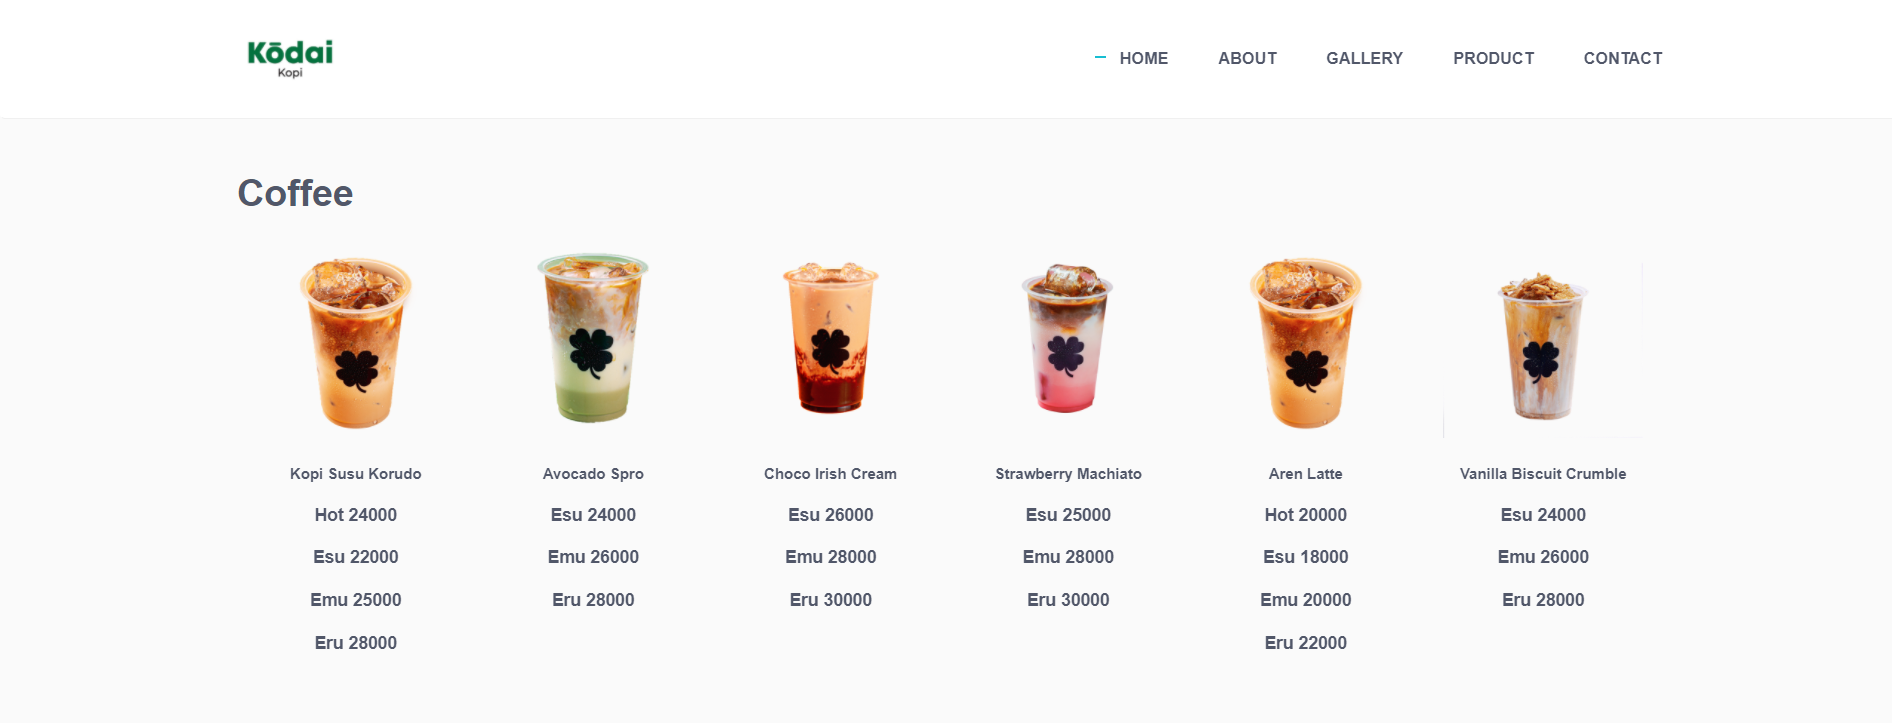 Kōdai
Kopi
HOME ABOUT GALLERY PRODUCT CONTACT
Coffee
Kopi Susu Korudo
Hot 24000
Esu 22000
Emu 25000
Eru 28000
Avocado Spro
Esu 24000
Emu 26000
Eru 28000
Choco Irish Cream
Esu 26000
Emu 28000
Eru 30000
Strawberry Machiato
Esu 25000
Emu 28000
Eru 30000
Aren Latte
Hot 20000
Esu 18000
Emu 20000
Eru 22000
Vanilla Biscuit Crumble
Esu 24000
Emu 26000
Eru 28000